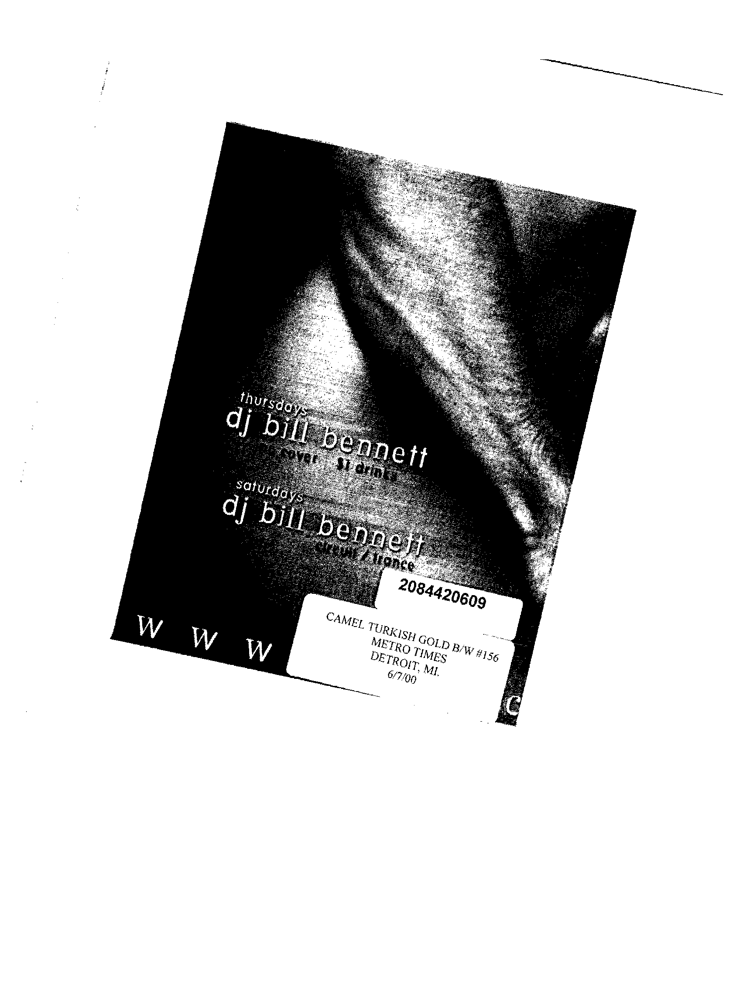 thursdays
dj bill bennett
cover $1 drinks
saturdays
dj bill bennett
circuit / trance
2084420609
CAMEL TURKISH GOLD B/W #156
METRO TIMES
DETROIT, MI.
6/7/00
W W W
C